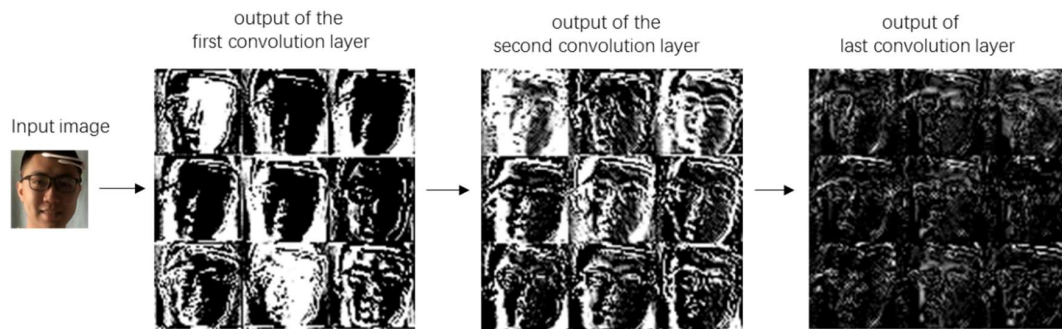 Input image
output of the
first convolution layer
output of the
second convolution layer
output of
last convolution layer